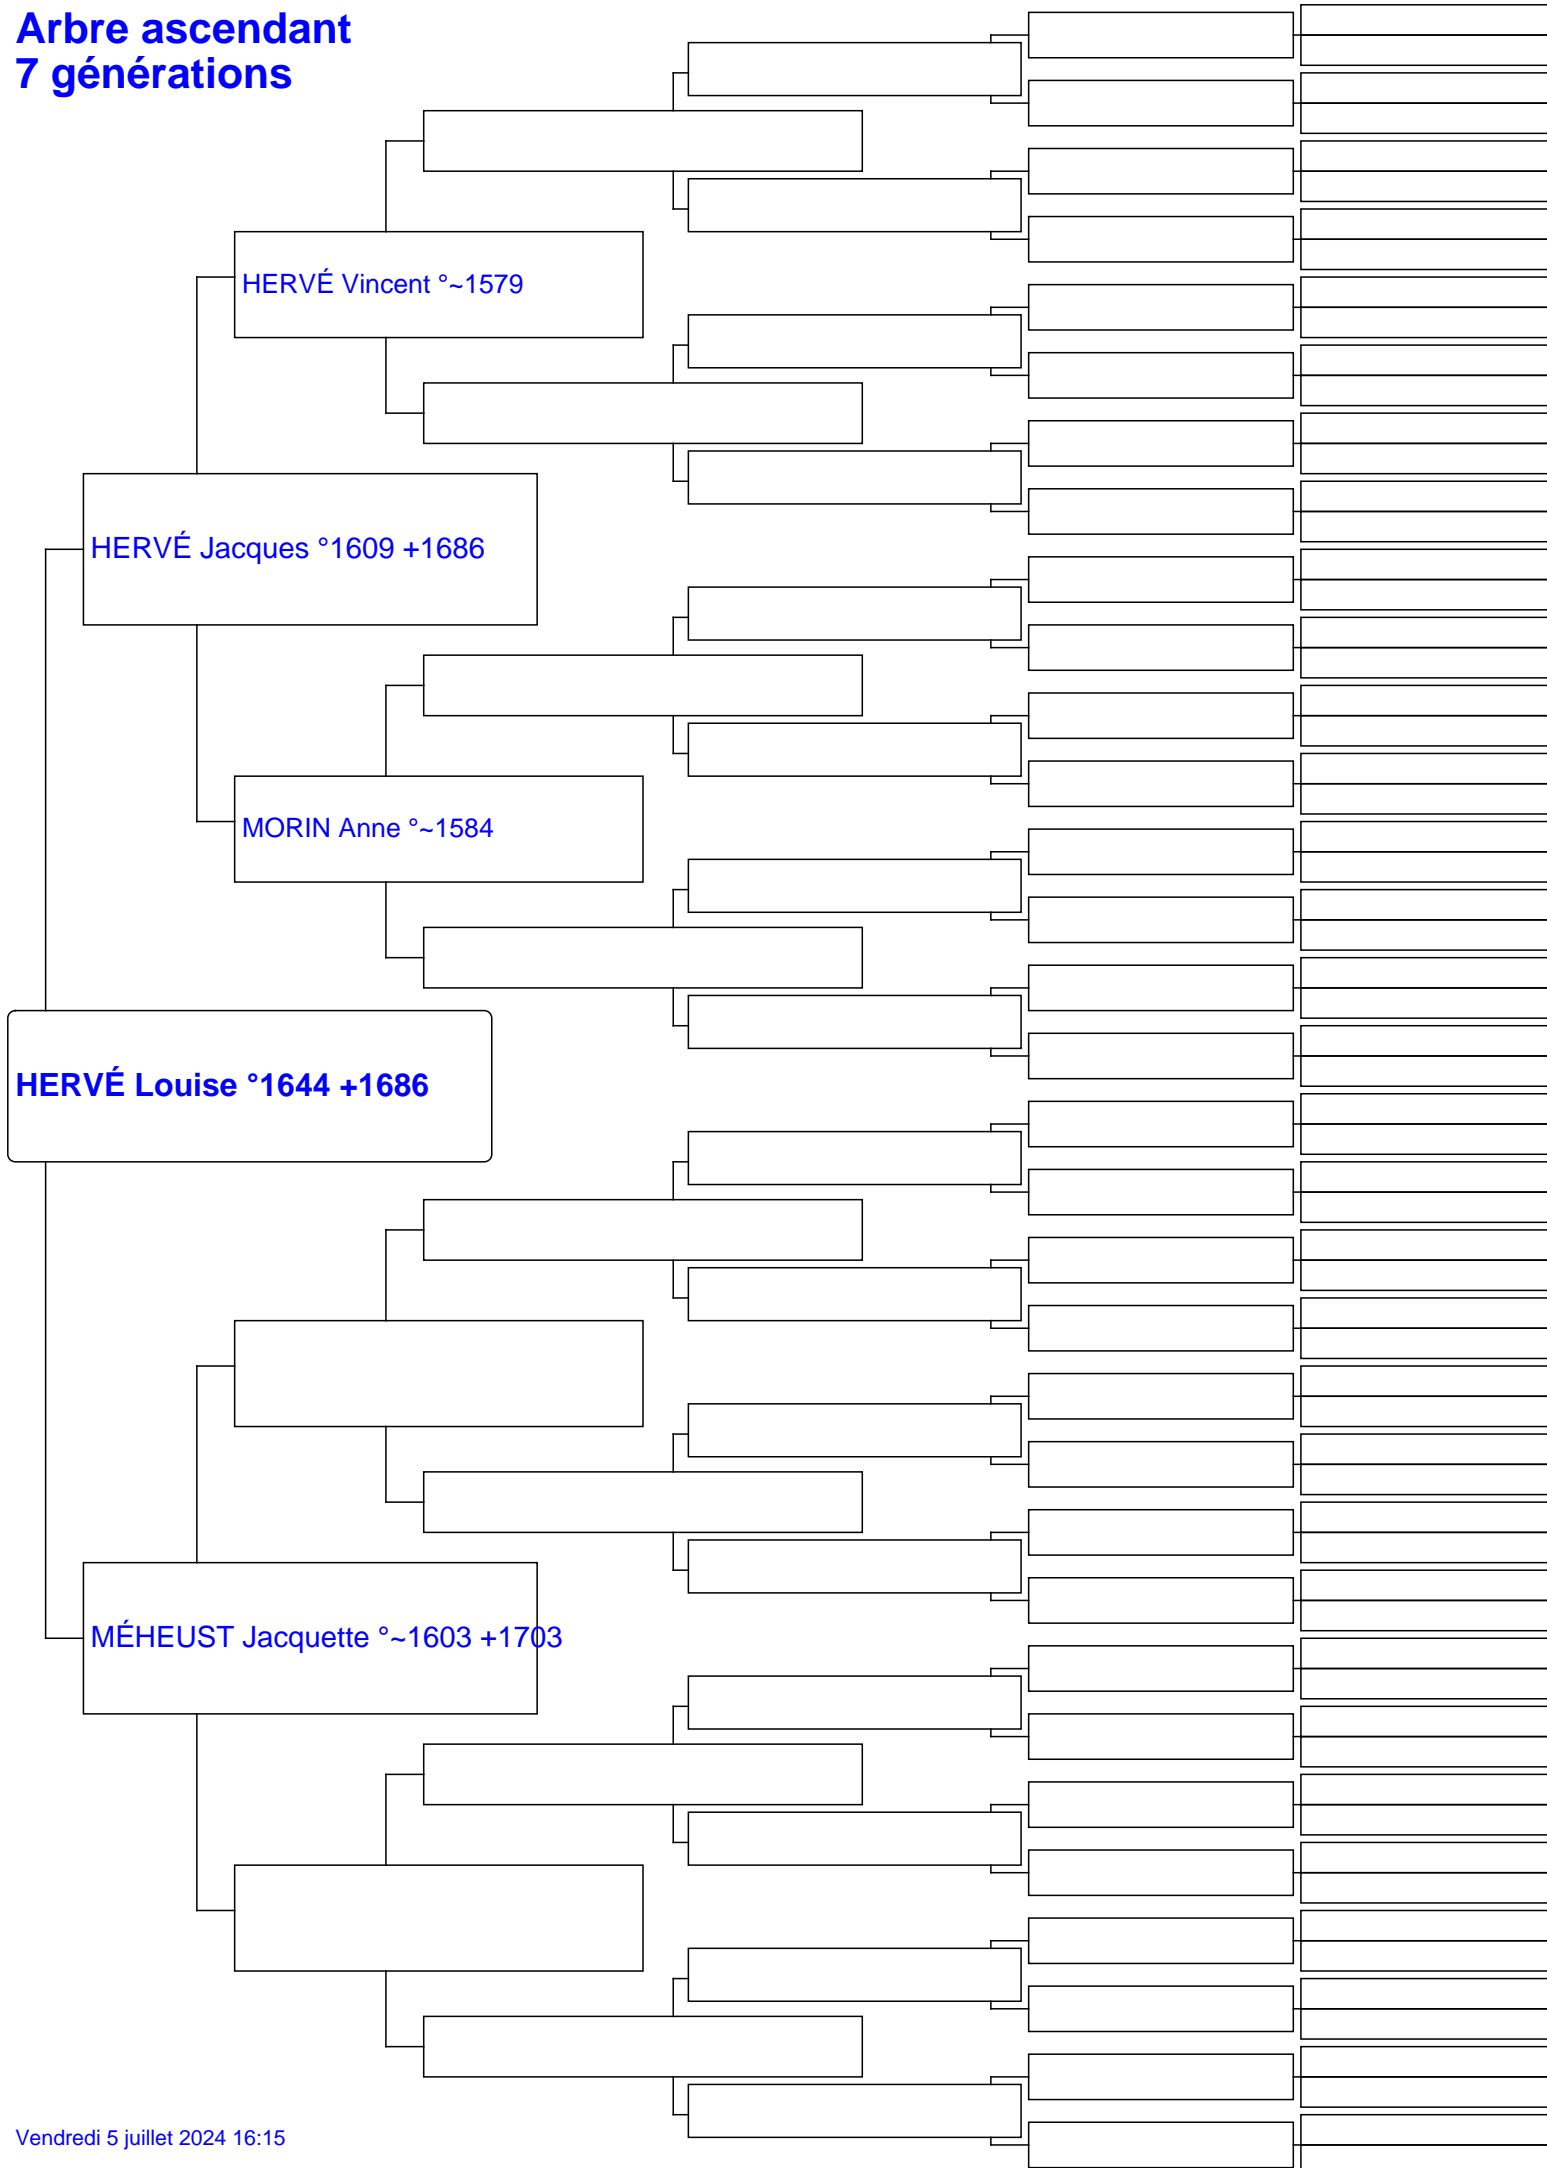 Arbre ascendant
7 générations
HERVÉ Vincent °~1579
HERVÉ Jacques °1609 +1686
MORIN Anne °~1584
HERVÉ Louise °1644 +1686
MÉHEUST Jacquette °~1603 +1703
Vendredi 5 juillet 2024 16:15